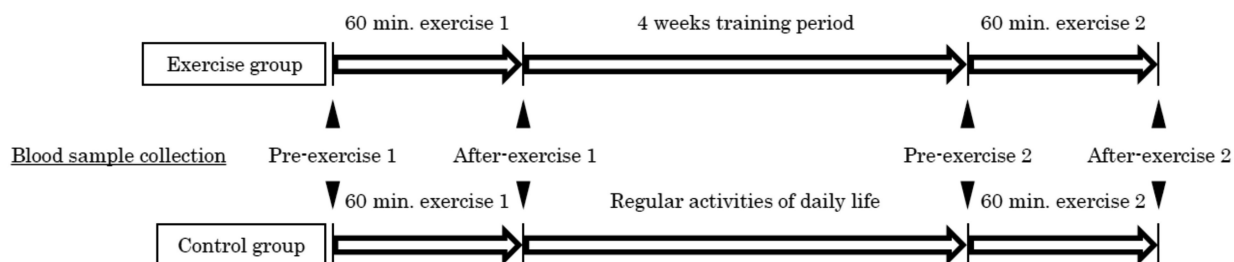 60 min. exercise 1 4 weeks training period 60 min. exercise 2
Exercise group
Blood sample collection Pre-exercise 1 After-exercise 1 Pre-exercise 2 After-exercise 2
60 min. exercise 1 Regular activities of daily life 60 min. exercise 2
Control group